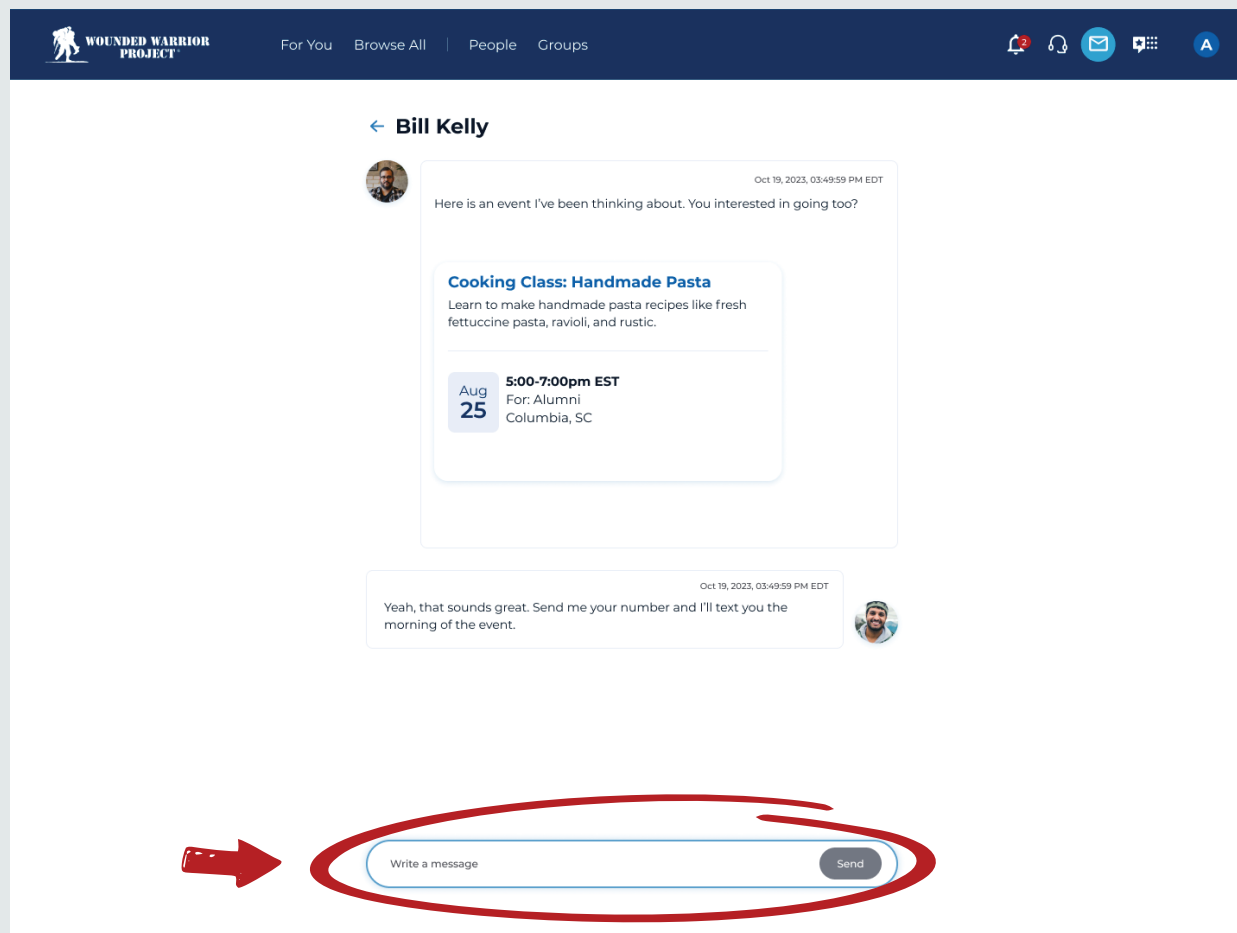 WOUNDED WARRIOR
PROJECT
For You Browse All People Groups
2
A
Bill Kelly
Oct 19, 2023, 03:49:59 PM EDT
Here is an event I've been thinking about. You interested in going too?
Cooking Class: Handmade Pasta
Learn to make handmade pasta recipes like fresh
fettuccine pasta, ravioli, and rustic.
Aug
25
5:00-7:00pm EST
For: Alumni
Columbia, SC
Oct 19, 2023, 03:49:59 PM EDT
Yeah, that sounds great. Send me your number and I'll text you the
morning of the event.
Write a message
Send